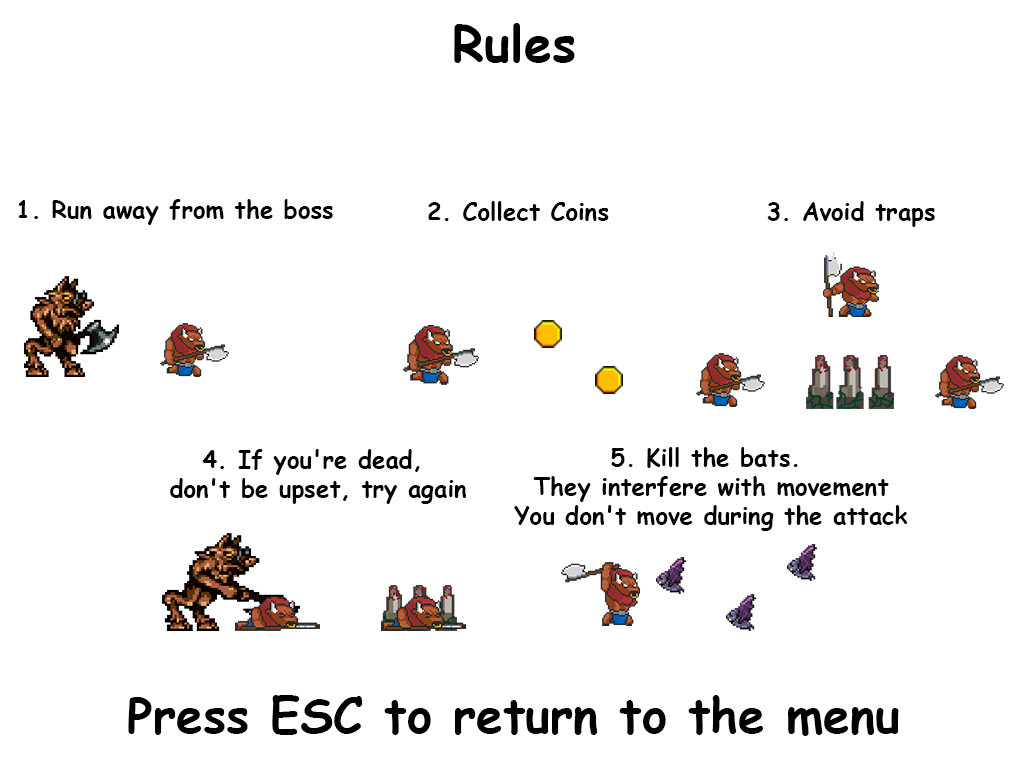 Rules
1. Run away from the boss
2. Collect Coins
3. Avoid traps
4. If you're dead,
don't be upset, try again
5. Kill the bats.
They interfere with movement
You don't move during the attack
Press ESC to return to the menu